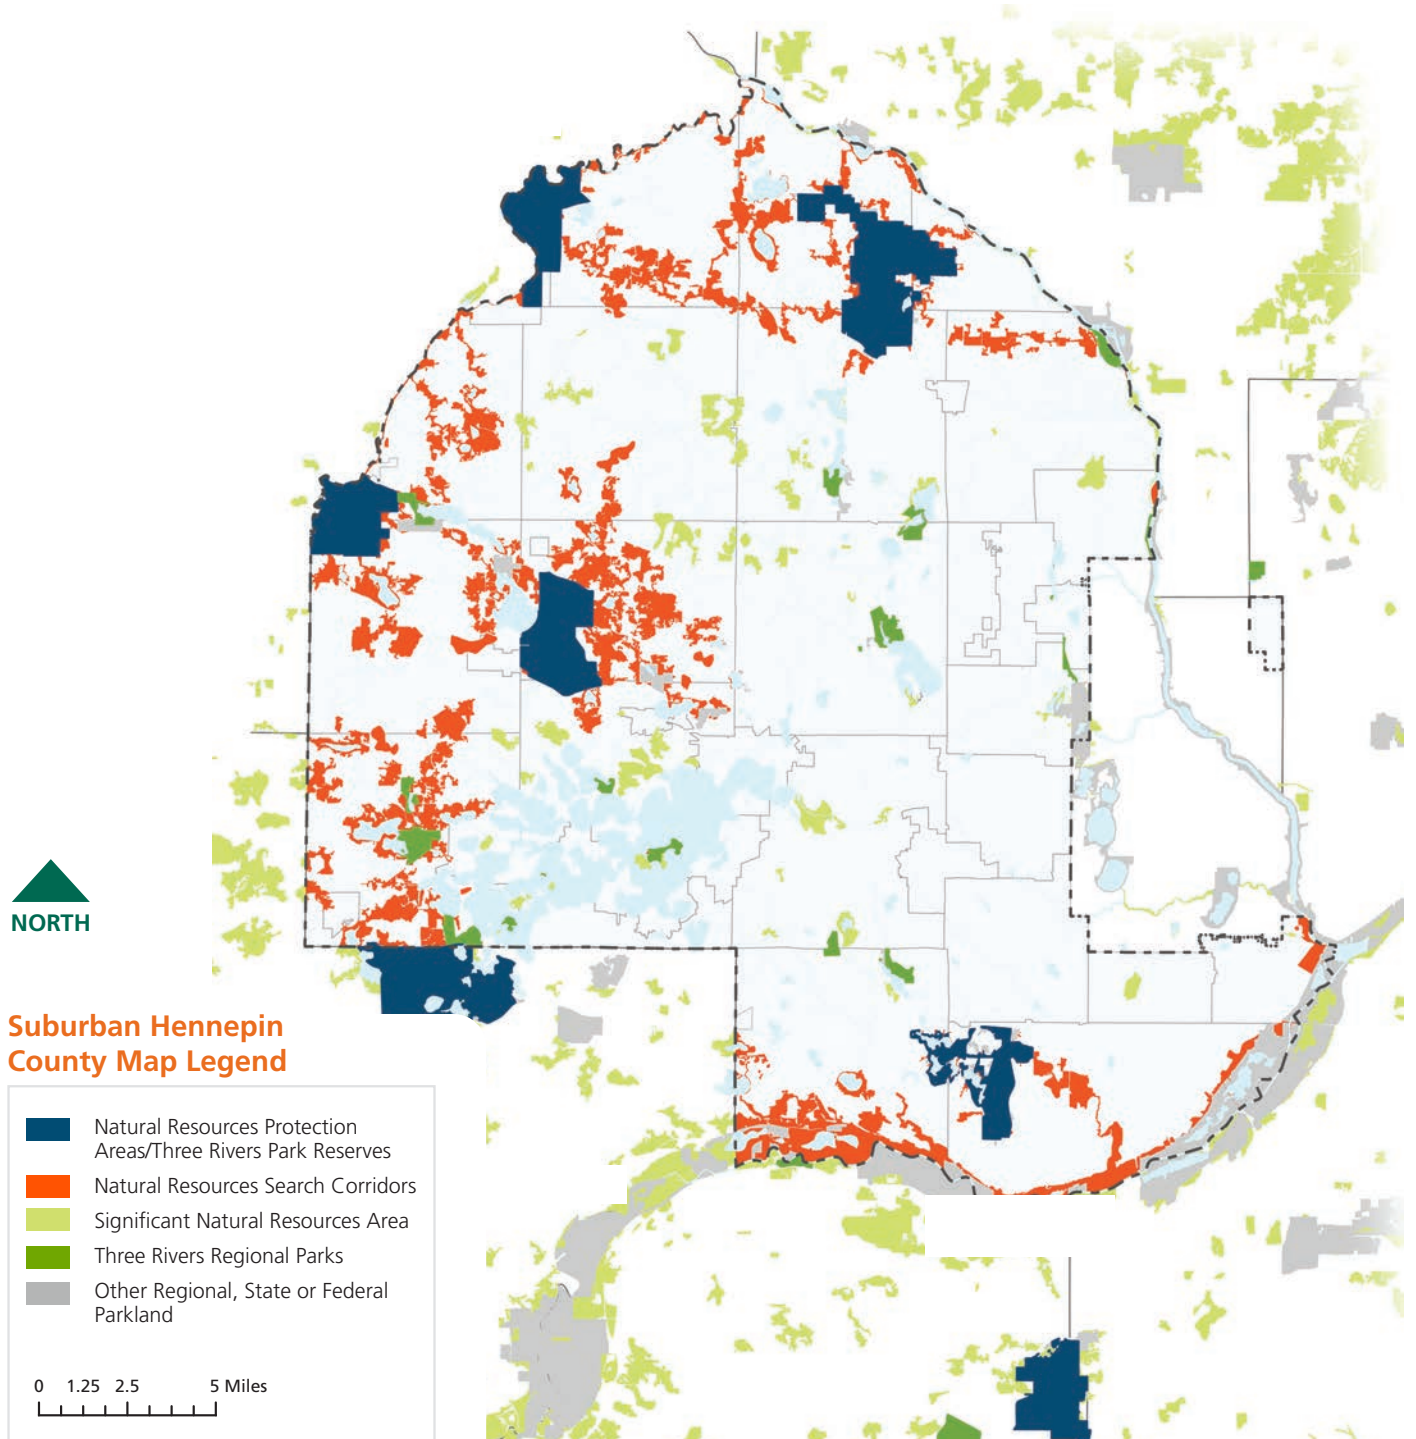 NORTH
Suburban Hennepin
County Map Legend
Natural Resources Protection
Areas/Three Rivers Park Reserves
Natural Resources Search Corridors
Significant Natural Resources Area
Three Rivers Regional Parks
Other Regional, State or Federal
Parkland
0 1.25 2.5 5 Miles